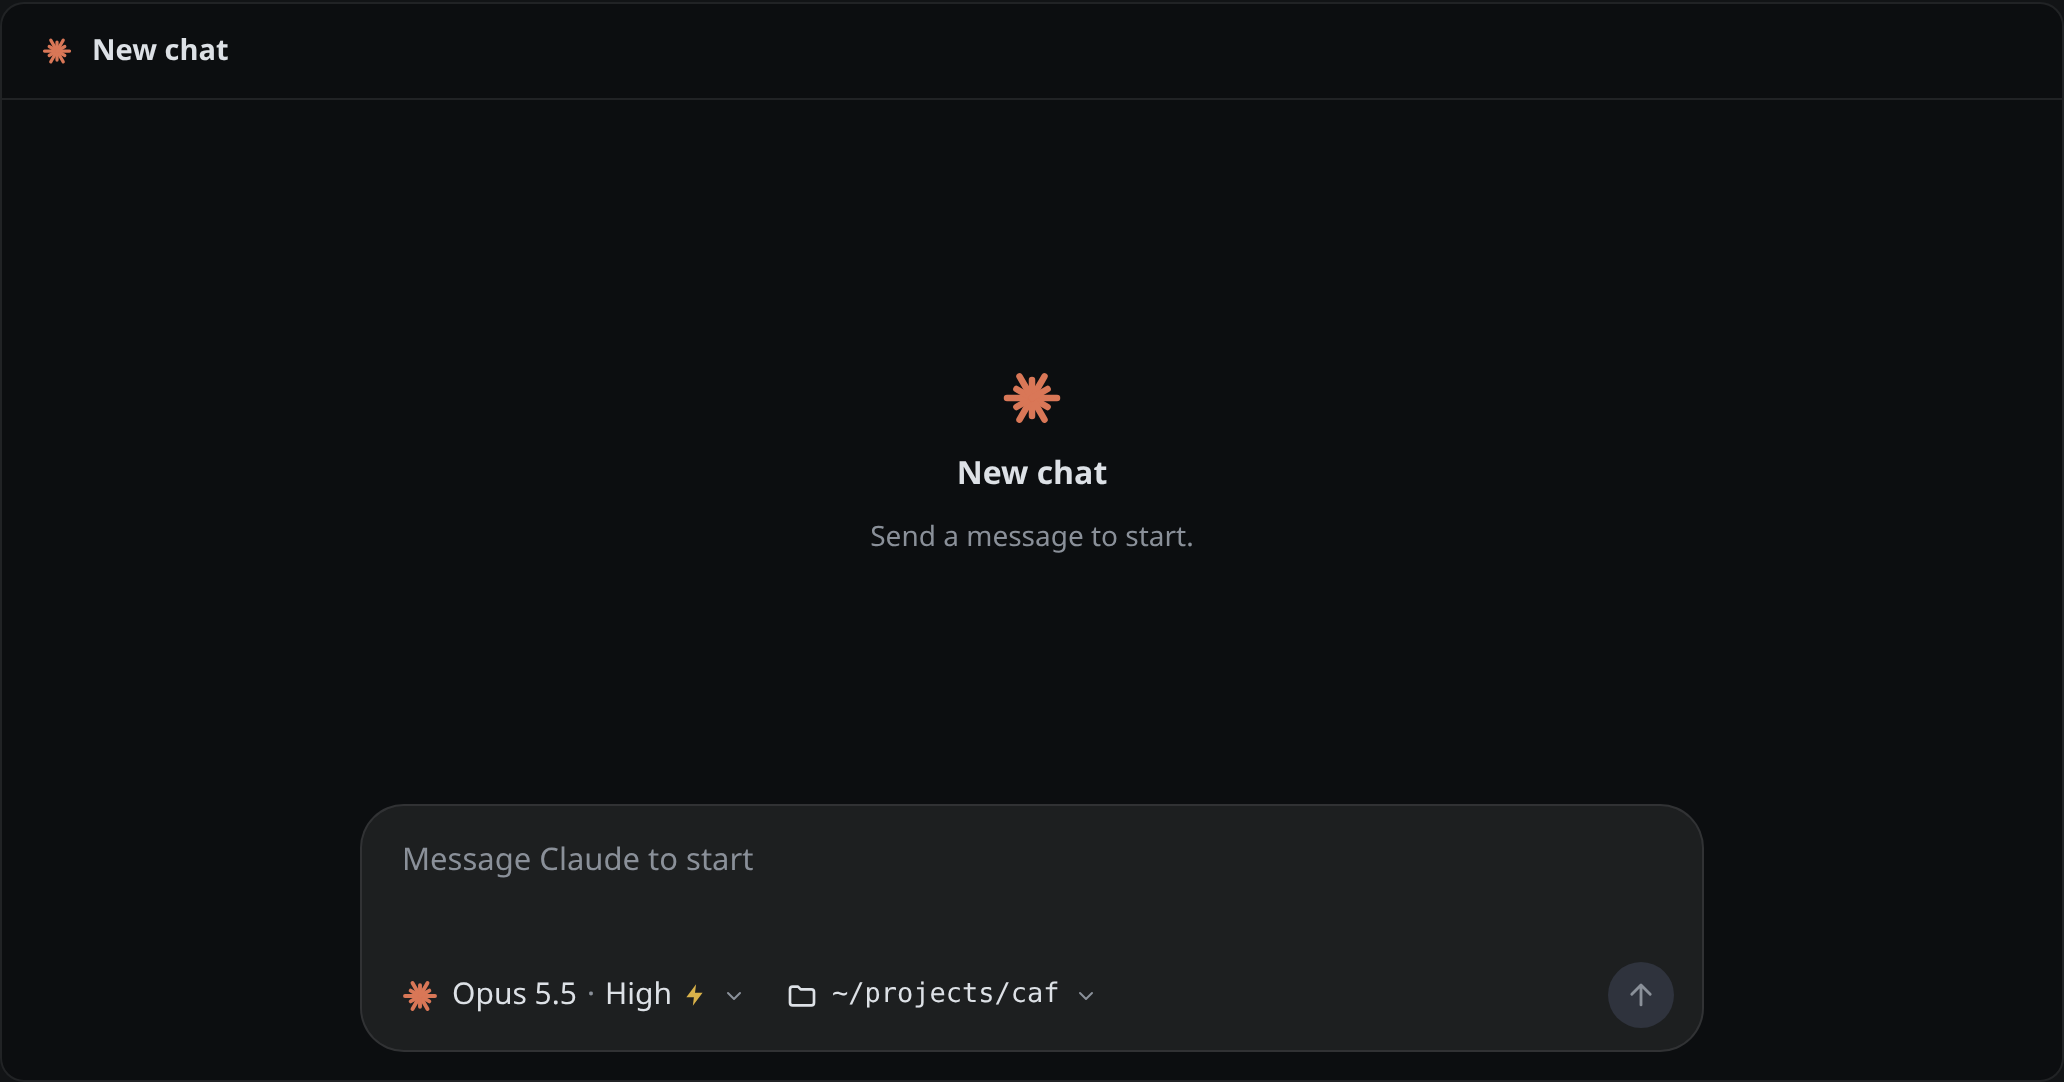 New chat
New chat
Send a message to start.
Message Claude to start
Opus 5.5 · High
~/projects/caf